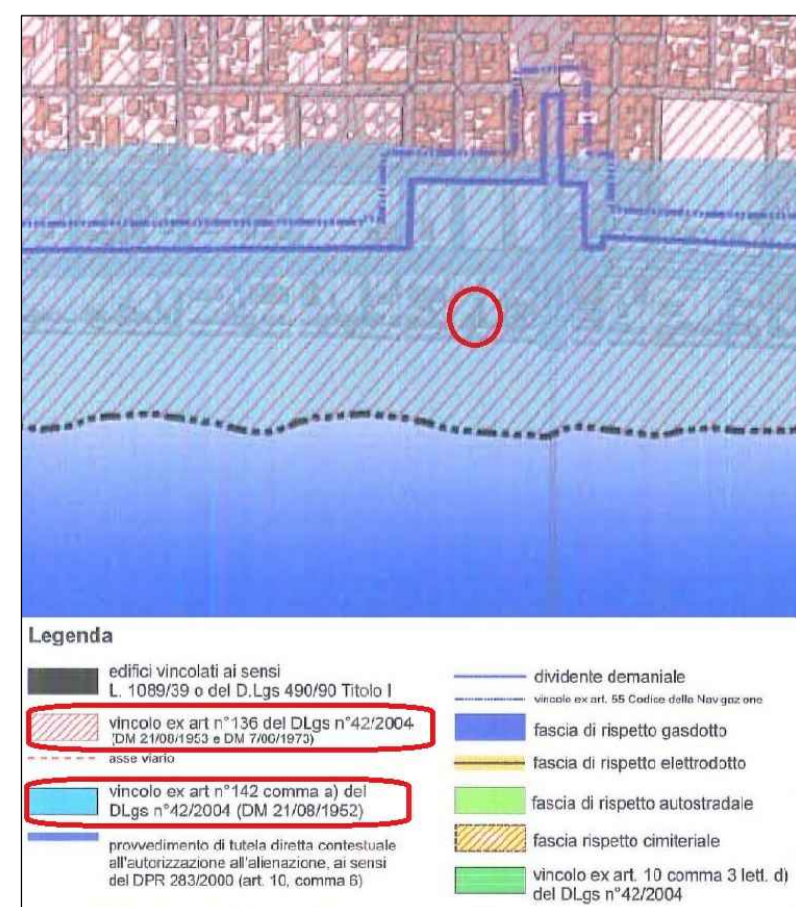 Legenda
edifici vincolati ai sensi
L. 1089/39 o del D.Lgs 490/90 Titolo I
vincolo ex art n°136 del DLgs n°42/2004
(DM 21/08/1953 e DM 7/06/1973)
asse viario
vincolo ex art n°142 comma a) del
DLgs n°42/2004 (DM 21/08/1952)
provvedimento di tutela diretta contestuale
all'autorizzazione all'alienazione, ai sensi
del DPR 283/2000 (art. 10, comma 6)
dividente demaniale
vincolo ex art. 55 Codice della Navigazione
fascia di rispetto gasdotto
fascia di rispetto elettrodotto
fascia di rispetto autostradale
fascia rispetto cimiteriale
vincolo ex art. 10 comma 3 lett. d)
del DLgs n°42/2004